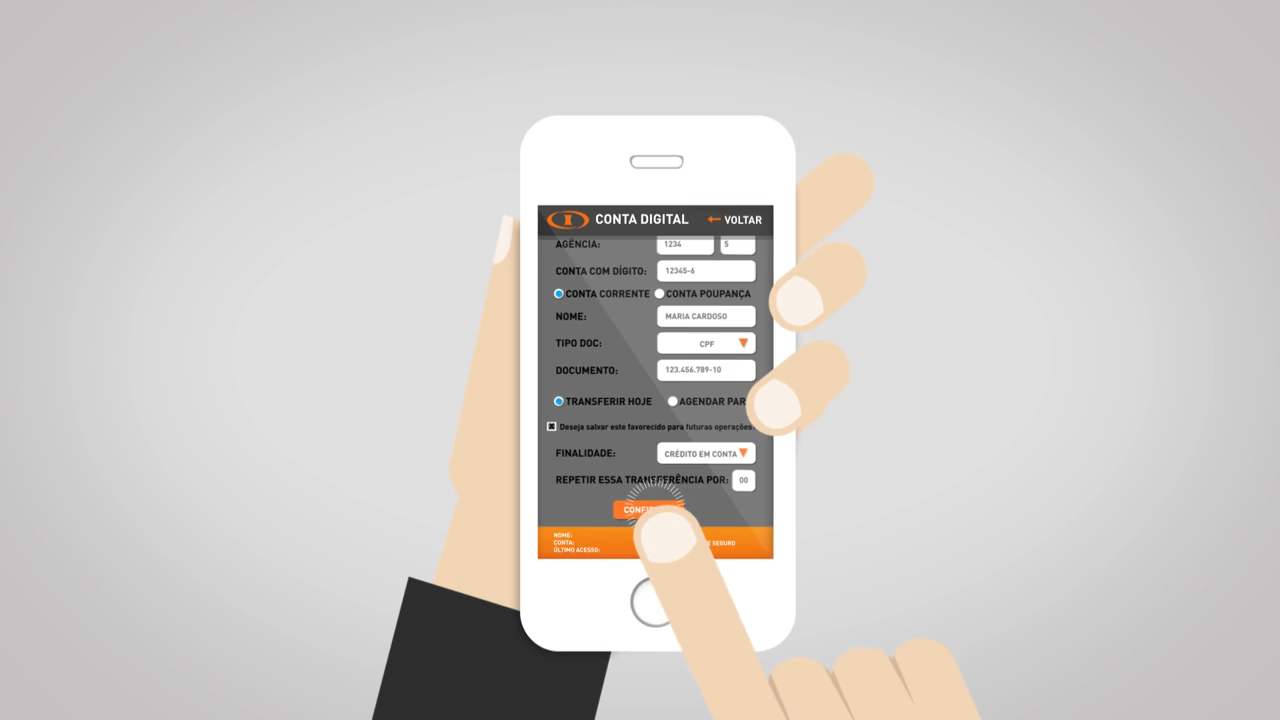 CONTA DIGITAL
VOLTAR
AGÊNCIA: 1234 5
CONTA COM DÍGITO: 12345-6
CONTA CORRENTE CONTA POUPANÇA
NOME: MARIA CARDOSO
TIPO DOC: CPF
DOCUMENTO: 123.456.789-10
TRANSFERIR HOJE AGENDAR
Deseja salvar este favorecido para futuras operações
FINALIDADE: CRÉDITO EM CONTA
REPETIR ESSA TRANSFERÊNCIA POR: 00
NOME:
CONTA:
SEGURO
ÚLTIMO ACESSO: